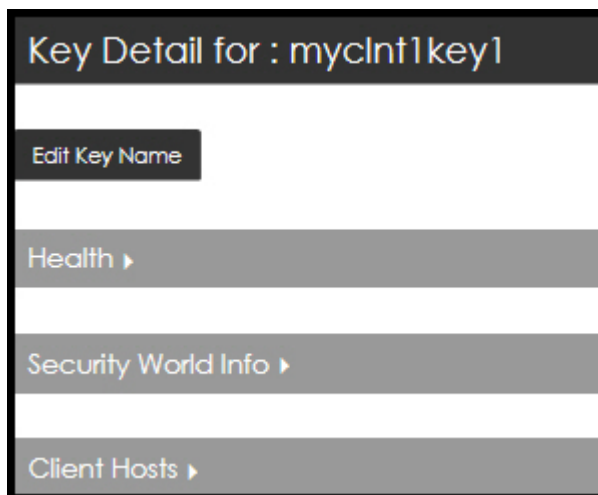 Key Detail for : myclnt1key1
Edit Key Name
Health
Security World Info
Client Hosts